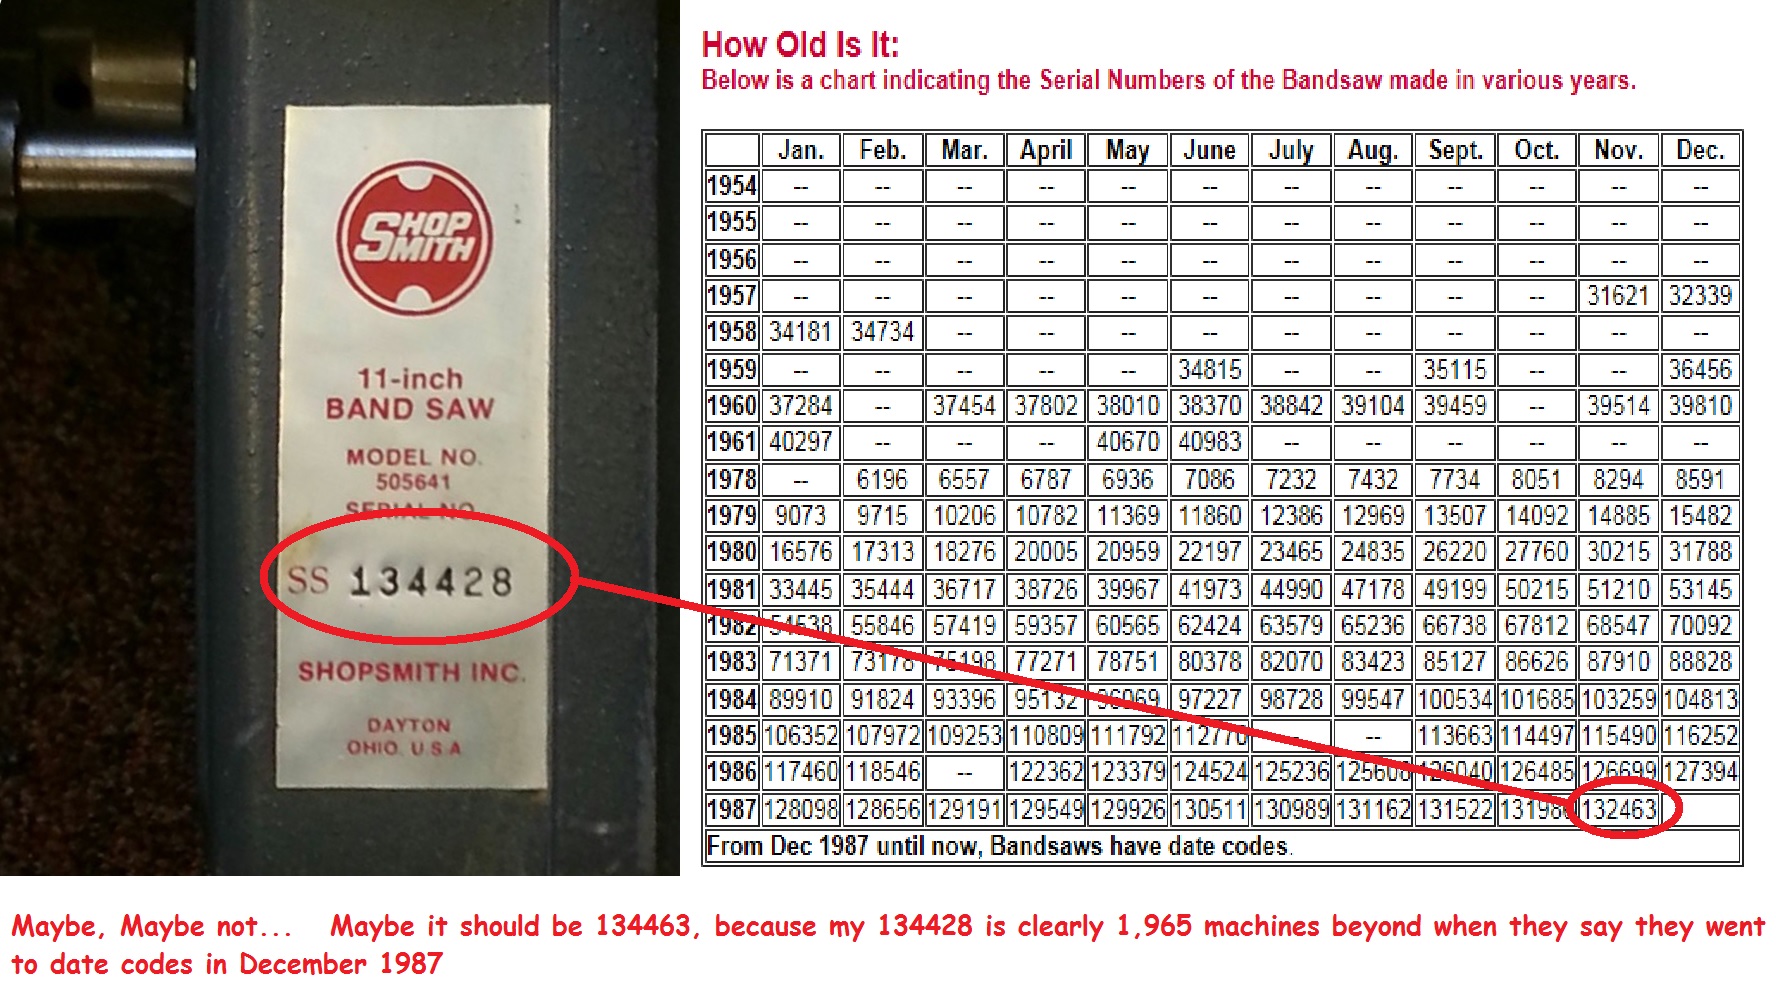 SHOP
SMITH
11-inch
BAND SAW
MODEL NO.
505641
SERIAL NO.
SS 134428
SHOPSMITH INC.
DAYTON
OHIO. U.S.A
How Old Is It:
Below is a chart indicating the Serial Numbers of the Bandsaw made in various years.
Jan. Feb. Mar. April May June July Aug. Sept. Oct. Nov. Dec.
1954 -- -- -- -- -- -- -- -- -- -- -- --
1955 -- -- -- -- -- -- -- -- -- -- -- --
1956 -- -- -- -- -- -- -- -- -- -- -- --
1957 -- -- -- -- -- -- -- -- -- -- 31621 32339
1958 34181 34734 -- -- -- -- -- -- -- -- -- --
1959 -- -- -- -- -- 34815 -- -- 35115 -- -- 36456
1960 37284 -- 37454 37802 38010 38370 38842 39104 39459 -- 39514 39810
1961 40297 -- -- -- 40670 40983 -- -- -- -- -- --
1978 -- 6196 6557 6787 6936 7086 7232 7432 7734 8051 8294 8591
1979 9073 9715 10206 10782 11369 11860 12386 12969 13507 14092 14885 15482
1980 16576 17313 18276 20005 20959 22197 23465 24835 26220 27760 30215 31788
1981 33445 35444 36717 38726 39967 41973 44990 47178 49199 50215 51210 53145
1982 54538 55846 57419 59357 60565 62424 63579 65236 66738 67812 68547 70092
1983 71371 73178 75198 77271 78751 80378 82070 83423 85127 86626 87910 88828
1984 89910 91824 93396 95132 96069 97227 98728 99547 100534 101685 103259 104813
1985 106352 107972 109253 110809 111792 112770 -- -- 113663 114497 115490 116252
1986 117460 118546 -- 122362 123379 124524 125236 125608 126040 126485 126699 127394
1987 128098 128656 129191 129549 129926 130511 130989 131162 131522 132463
From Dec 1987 until now, Bandsaws have date codes.
Maybe, Maybe not... Maybe it should be 134463, because my 134428 is clearly 1,965 machines beyond when they say they went
to date codes in December 1987